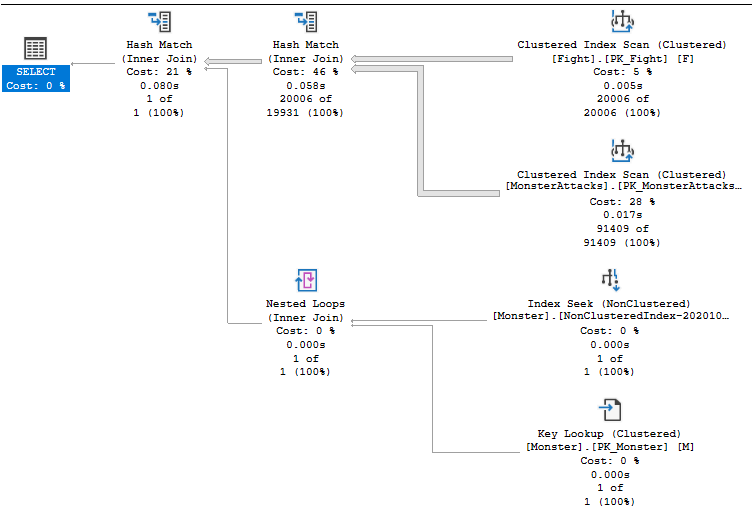 SELECT
Cost: 0 %
Hash Match
(Inner Join)
Cost: 21 %
0.080s
1 of
1 (100%)
Hash Match
(Inner Join)
Cost: 46 %
0.058s
20006 of
19931 (100%)
Clustered Index Scan (Clustered)
[Fight].[PK_Fight] [F]
Cost: 5 %
0.005s
20006 of
20006 (100%)
Clustered Index Scan (Clustered)
[MonsterAttacks].[PK_MonsterAttacks…
Cost: 28 %
0.017s
91409 of
91409 (100%)
Nested Loops
(Inner Join)
Cost: 0 %
0.000s
1 of
1 (100%)
Index Seek (NonClustered)
[Monster].[NonClusteredIndex-202010…
Cost: 0 %
0.000s
1 of
1 (100%)
Key Lookup (Clustered)
[Monster].[PK_Monster] [M]
Cost: 0 %
0.000s
1 of
1 (100%)